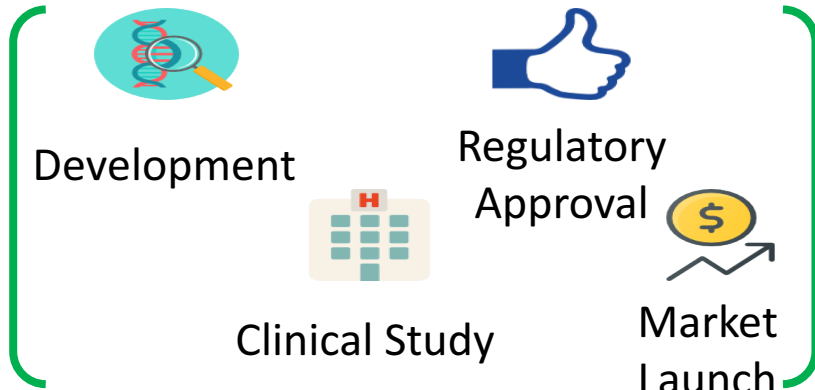 Development
Regulatory
Approval
H
$
Clinical Study
Market
Launch